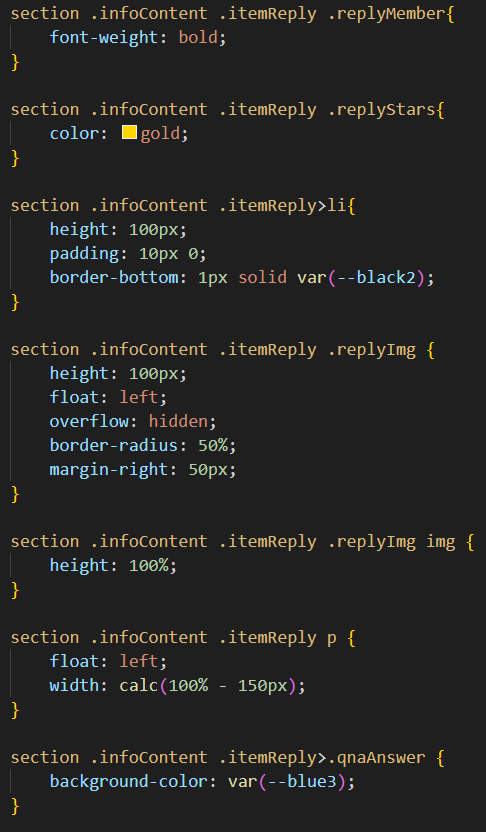 section .infoContent .itemReply .replyMember{
    font-weight: bold;
}

section .infoContent .itemReply .replyStars{
    color: gold;
}

section .infoContent .itemReply>li{
    height: 100px;
    padding: 10px 0;
    border-bottom: 1px solid var(--black2);
}

section .infoContent .itemReply .replyImg {
    height: 100px;
    float: left;
    overflow: hidden;
    border-radius: 50%;
    margin-right: 50px;
}

section .infoContent .itemReply .replyImg img {
    height: 100%;
}

section .infoContent .itemReply p {
    float: left;
    width: calc(100% - 150px);
}

section .infoContent .itemReply>.qnaAnswer {
    background-color: var(--blue3);
}